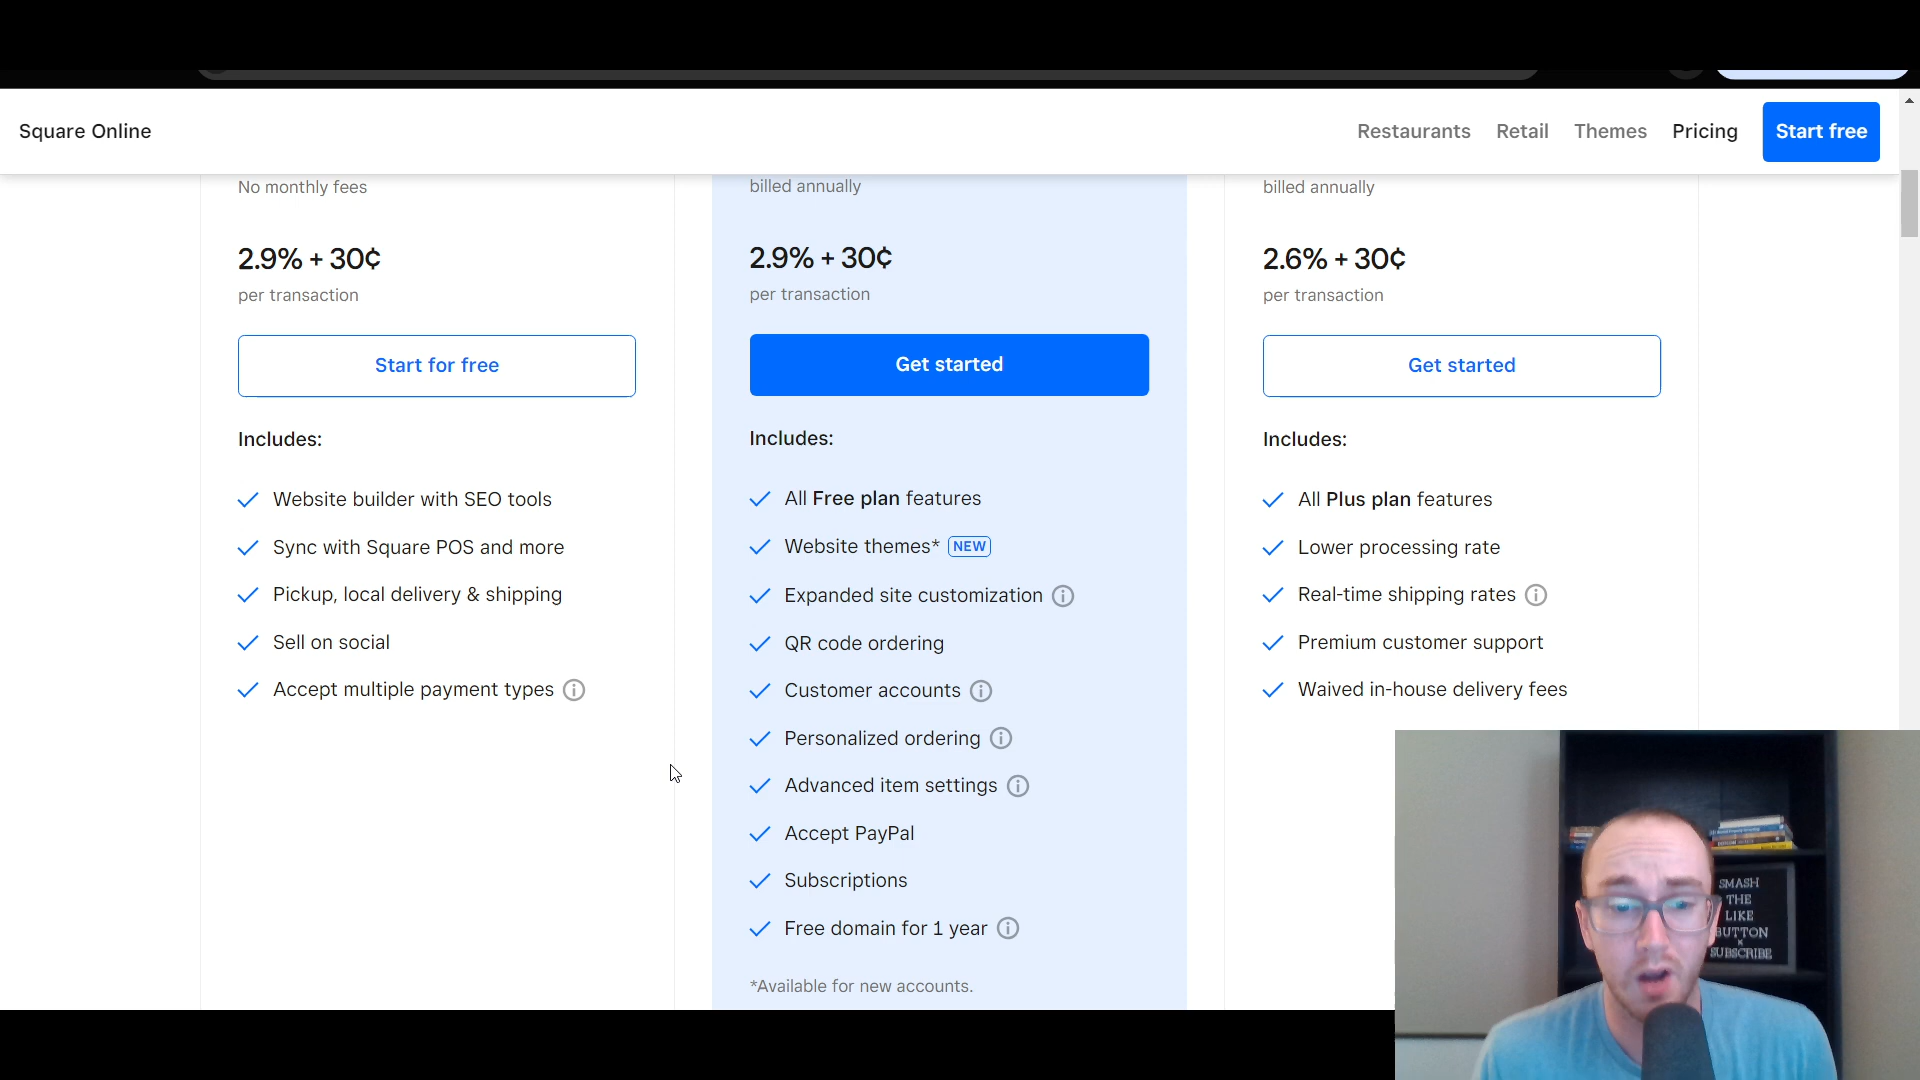 Square Online
Restaurants Retail Themes Pricing Start free
No monthly fees
2.9% + 30¢
per transaction
Start for free
Includes:
Website builder with SEO tools
Sync with Square POS and more
Pickup, local delivery & shipping
Sell on social
Accept multiple payment types
billed annually
2.9% + 30¢
per transaction
Get started
Includes:
All Free plan features
Website themes* NEW
Expanded site customization
QR code ordering
Customer accounts
Personalized ordering
Advanced item settings
Accept PayPal
Subscriptions
Free domain for 1 year
*Available for new accounts.
billed annually
2.6% + 30¢
per transaction
Get started
Includes:
All Plus plan features
Lower processing rate
Real-time shipping rates
Premium customer support
Waived in-house delivery fees
SMASH
THE
LIKE
BUTTON
SUBSCRIBE